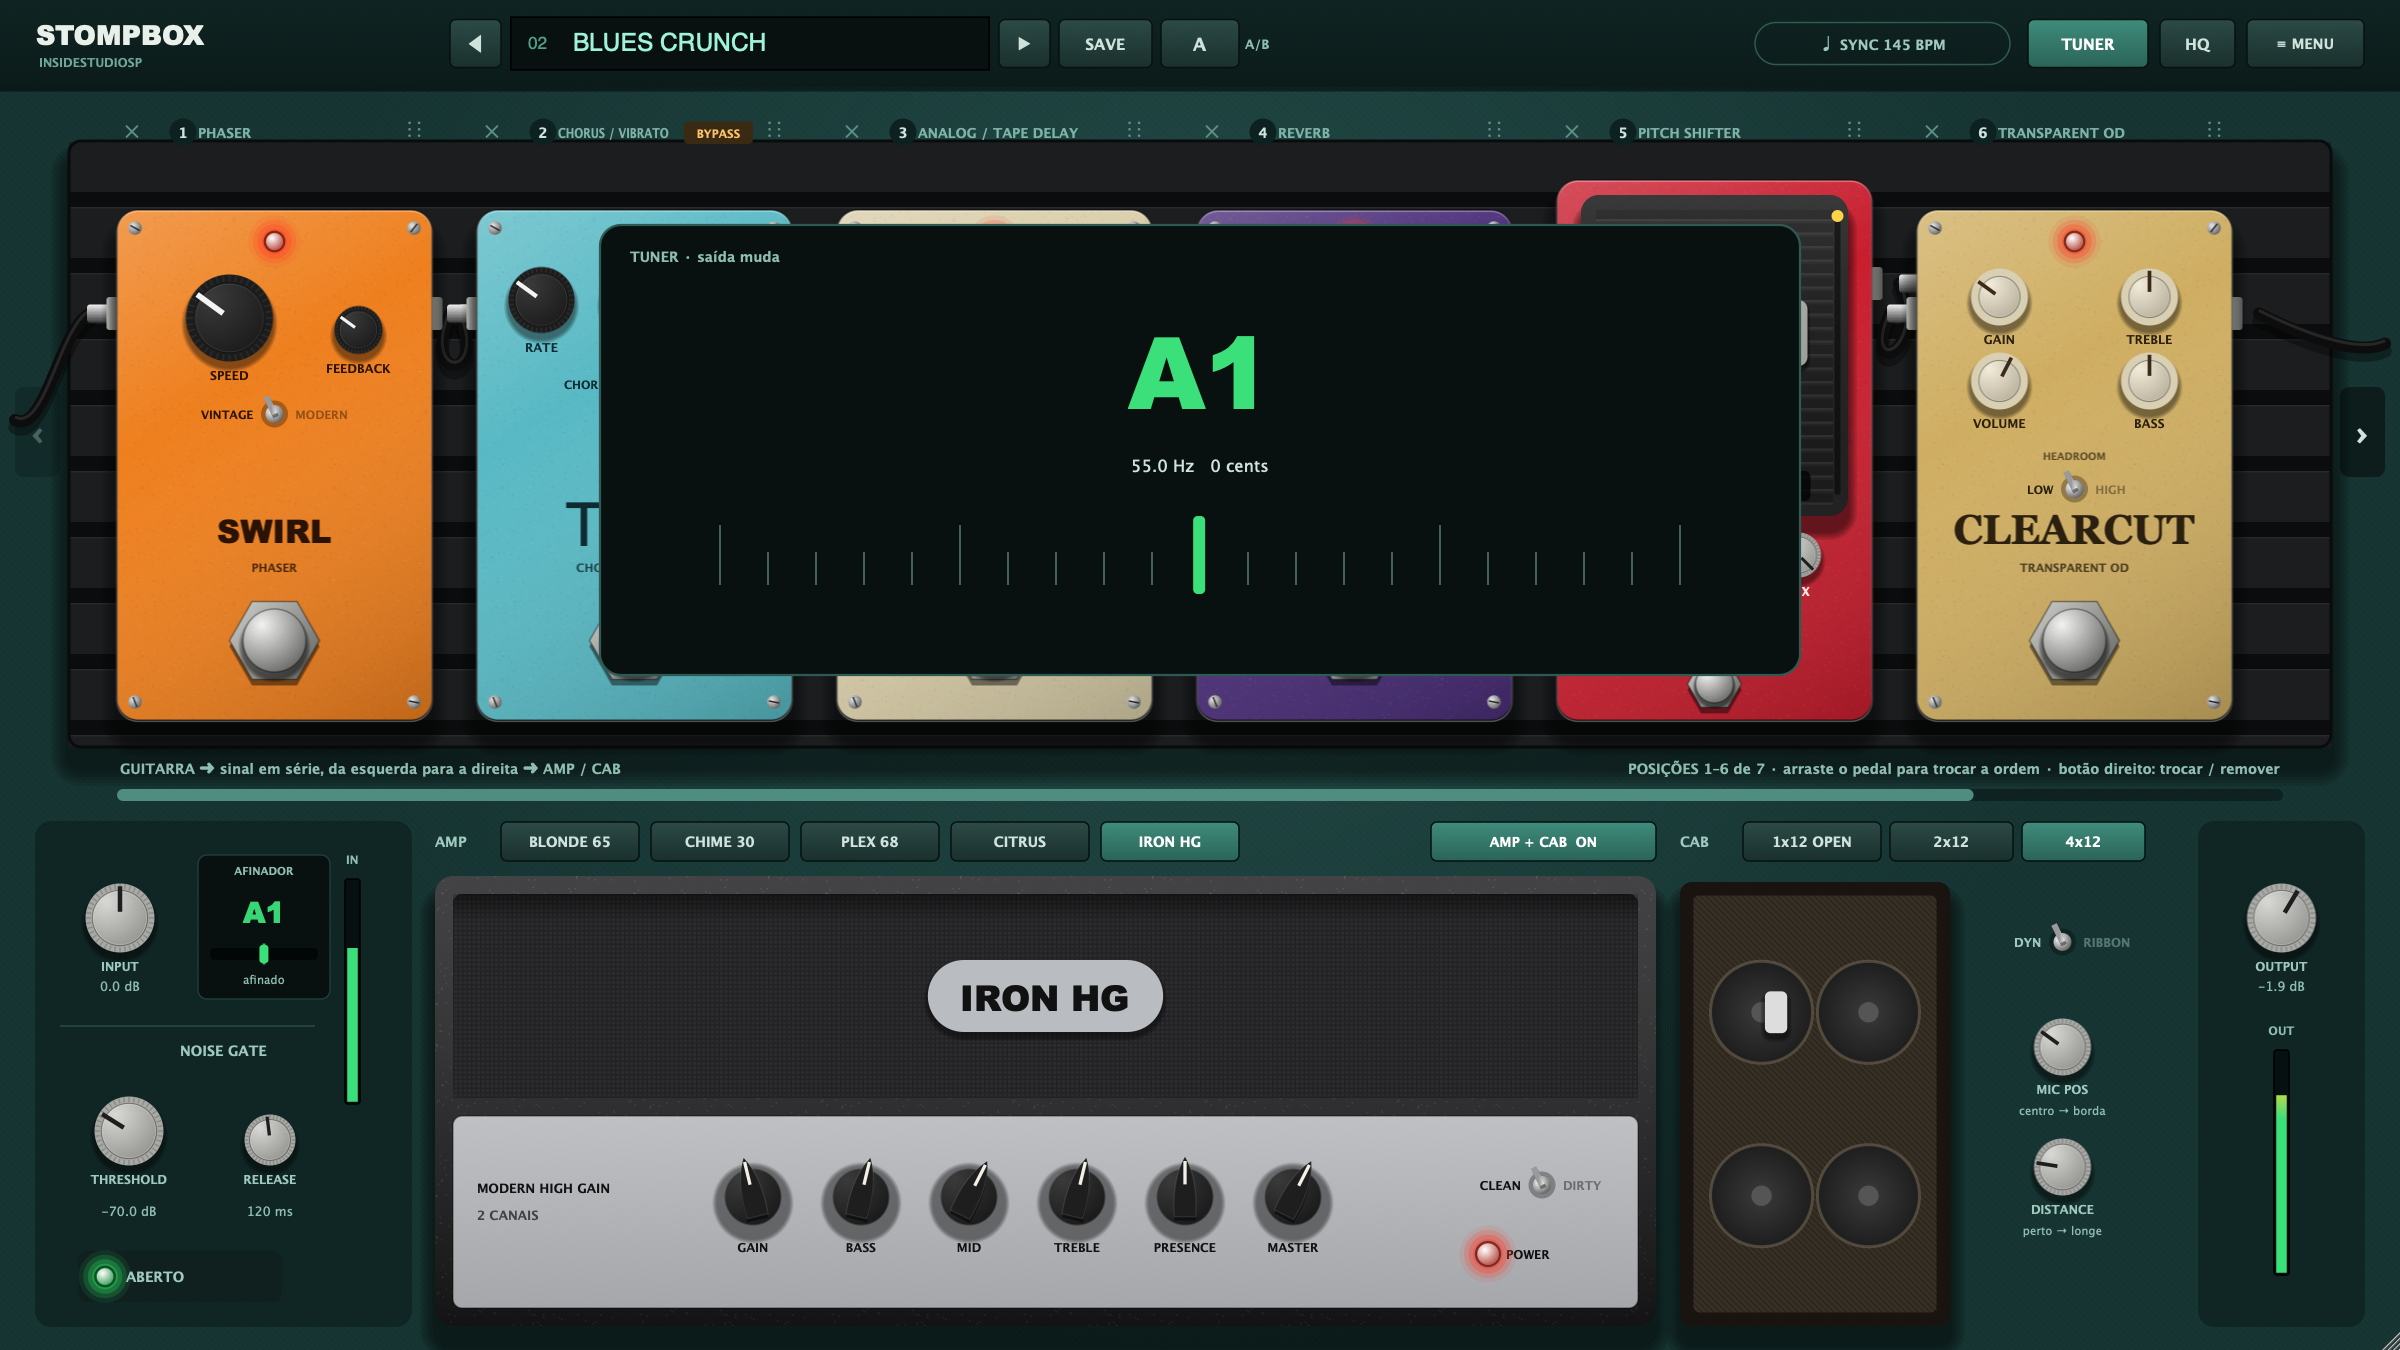 STOMPBOX
INSIDESTUDIOSP
02 BLUES CRUNCH
SAVE
A
A/B
♩ SYNC 145 BPM
TUNER
HQ
≡ MENU
1 PHASER
2 CHORUS / VIBRATO BYPASS
3 ANALOG / TAPE DELAY
4 REVERB
5 PITCH SHIFTER
6 TRANSPARENT OD
SPEED
FEEDBACK
VINTAGE MODERN
SWIRL
PHASER
RATE
CHOR
T
CHO
TUNER · saída muda
A1
55.0 Hz 0 cents
X
GAIN
TREBLE
VOLUME
BASS
HEADROOM
LOW HIGH
CLEARCUT
TRANSPARENT OD
GUITARRA ➜ sinal em série, da esquerda para a direita ➜ AMP / CAB
POSIÇÕES 1–6 de 7 · arraste o pedal para trocar a ordem · botão direito: trocar / remover
INPUT
0.0 dB
AFINADOR
A1
afinado
IN
NOISE GATE
THRESHOLD
-70.0 dB
RELEASE
120 ms
ABERTO
AMP
BLONDE 65
CHIME 30
PLEX 68
CITRUS
IRON HG
AMP + CAB ON
CAB
1x12 OPEN
2x12
4x12
IRON HG
MODERN HIGH GAIN
2 CANAIS
GAIN
BASS
MID
TREBLE
PRESENCE
MASTER
CLEAN DIRTY
POWER
DYN RIBBON
MIC POS
centro → borda
DISTANCE
perto → longe
OUTPUT
-1.9 dB
OUT